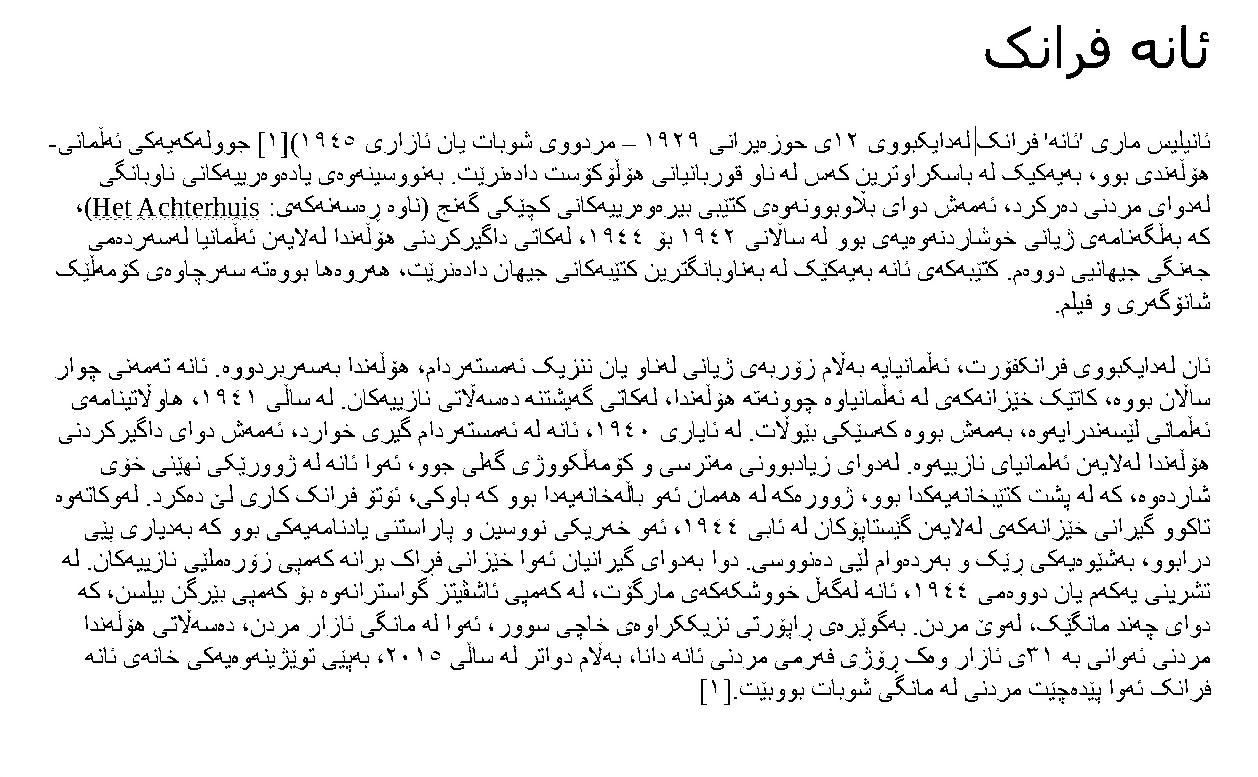 ئانە فرانک
ئانیلیس ماری 'ئانە' فرانک لەدایکبووی ١٢ی حوزەیرانی ١٩٢٩ – مردووی شوبات یان ئازاری ١٩٤٥)[١] جوولەکەیەکی ئەڵمانی-
هۆڵەندی بوو، بەیەکیک لە باسکراوترین کەس لە ناو قوربانیانی هۆڵۆکۆست دادەنرێت. بەنووسینەوەی یادەوەرییەکانی ناوبانگی
لەدوای مردنی دەرکرد، ئەمەش دوای بڵاوبوونەوەی کتێبی بیرەوەرییەکانی کچێکی گەنج (ناوە ڕەسەنەکەی: Het Achterhuis)،
کە بەڵگەنامەی ژیانی خوشاردنەوەیەی بوو لە ساڵانی ١٩٤٢ بۆ ١٩٤٤، لەکاتی داگیرکردنی هۆڵەندا لەلایەن ئەڵمانیا لەسەردەمی
جەنگی جیهانیی دووەم. کتێبەکەی ئانە بەیەکێک لە بەناوبانگترین کتێبەکانی جیهان دادەنرێت، هەروەها بووەتە سەرچاوەی کۆمەڵێک
شانۆگەری و فیلم.
ئان لەدایکبووی فرانکفۆرت، ئەڵمانیایە بەڵام زۆربەی ژیانی لەناو یان ننزیک ئەمستەردام، هۆڵەندا بەسەربردووە. ئانە تەمەنی چوار
ساڵان بووە، کاتێک خێزانەکەی لە ئەڵمانیاوە چوونەتە هۆڵەندا، لەکاتی گەیشتنە دەسەڵاتی نازییەکان. لە ساڵی ١٩٤١، هاوڵاتینامەی
ئەڵمانی لێسەندرایەوە، بەمەش بووە کەسێکی بێوڵات. لە ئایاری ١٩٤٠، ئانە لە ئەمستەردام گیری خوارد، ئەمەش دوای داگیرکردنی
هۆڵەندا لەلایەن ئەلمانیای نازییەوە. لەدوای زیادبوونی مەترسی و کۆمەڵکووژی گەلی جوو، ئەوا ئانە لە ژوورێکی نهێنی خۆی
شاردەوە، کە لە پشت کتێبخانەیەکدا بوو، ژوورەکە لە هەمان ئەو باڵەخانەیەدا بوو کە باوکی، ئوتۆ فرانک کاری لێ دەکرد. لەوکاتەوە
تاکوو گیرانی خێزانەکەی لەلایەن گێستاپۆکان لە ئابی ١٩٤٤، ئەو خەریکی نووسین و پاراستنی یادنامەیەکی بوو کە بەدیاری پێی
درابوو، بەشێوەیەکی ڕێک و بەردەوام لێی دەنووسی. دوا بەدوای گیرانیان ئەوا خێزانی فراک برانە کەمپی زۆرەملێی نازییەکان. لە
تشرینی یەکەم یان دووەمی ١٩٤٤، ئانە لەگەڵ خووشکەکەی مارگۆت، لە کەمپی ئاشڤیتز گواسترانەوە بۆ کەمپی بێرگن بیلسن، کە
دوای چەند مانگێک، لەوێ مردن. بەگوێرەی ڕاپۆرتی نزیککراوەی خاچی سوور، ئەوا لە مانگی ئازار مردن، دەسەڵاتی هۆڵەندا
مردنی ئەوانی بە ٣١ی ئازار وەک ڕۆژی فەرمی مردنی ئانە دانا، بەڵام دواتر لە ساڵی ٢٠١٥، بەپێی توێژینەوەیەکی خانەی ئانە
فرانک ئەوا پێدەچێت مردنی لە مانگی شوبات بووبێت.[١]